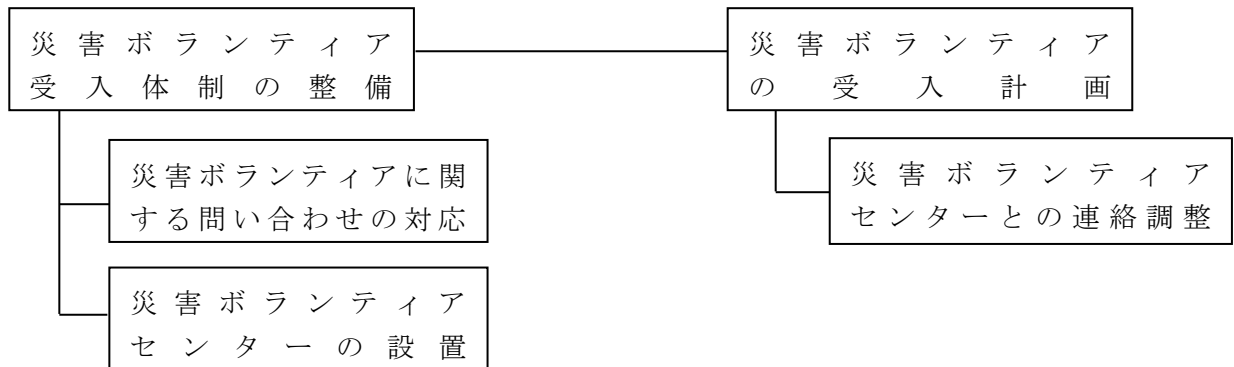 災害ボランティア
受入体制の整備
災害ボランティアに関
する問い合わせの対応
災害ボランティア
センターの設置
災害ボランティア
の受入計画
災害ボランティア
センターとの連絡調整